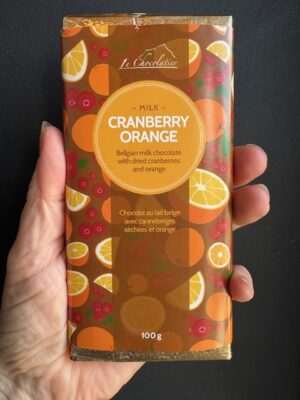 Le Chocolatier
- MILK -
CRANBERRY
ORANGE
Belgian milk chocolate
with dried cranberries
and orange
Chocolat au lait belge
avec canneberges
séchées et orange
100 g